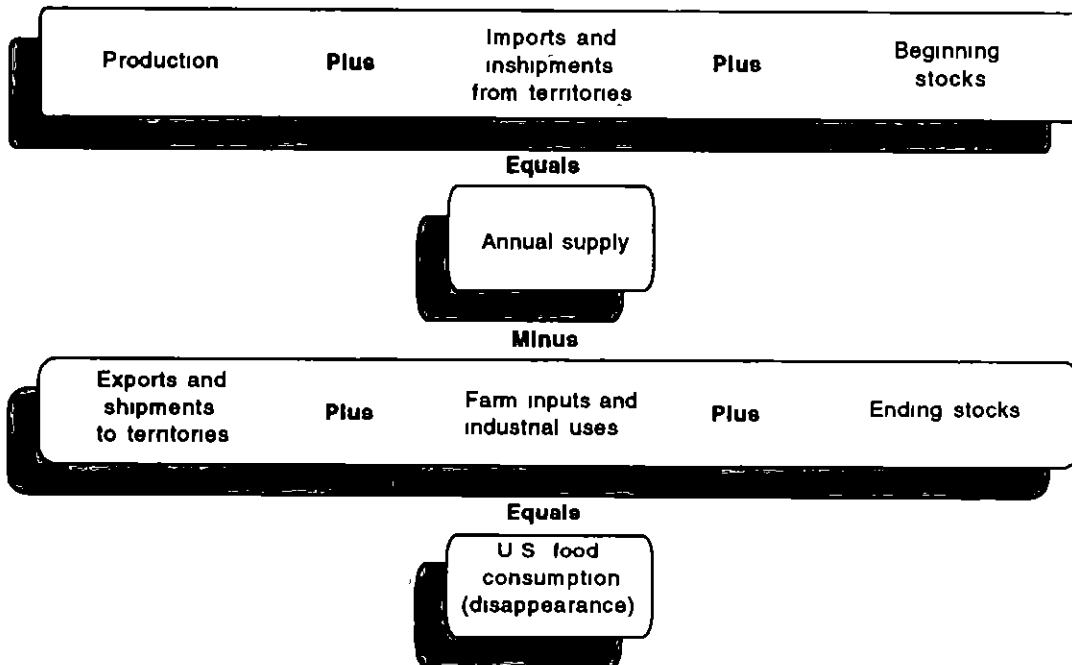 Production
Plus
Imports and
inshipments
from territories
Plus
Beginning
stocks
Equals
Annual supply
Minus
Exports and
shipments
to territories
Plus
Farm inputs and
industrial uses
Plus
Ending stocks
Equals
U S food
consumption
(disappearance)